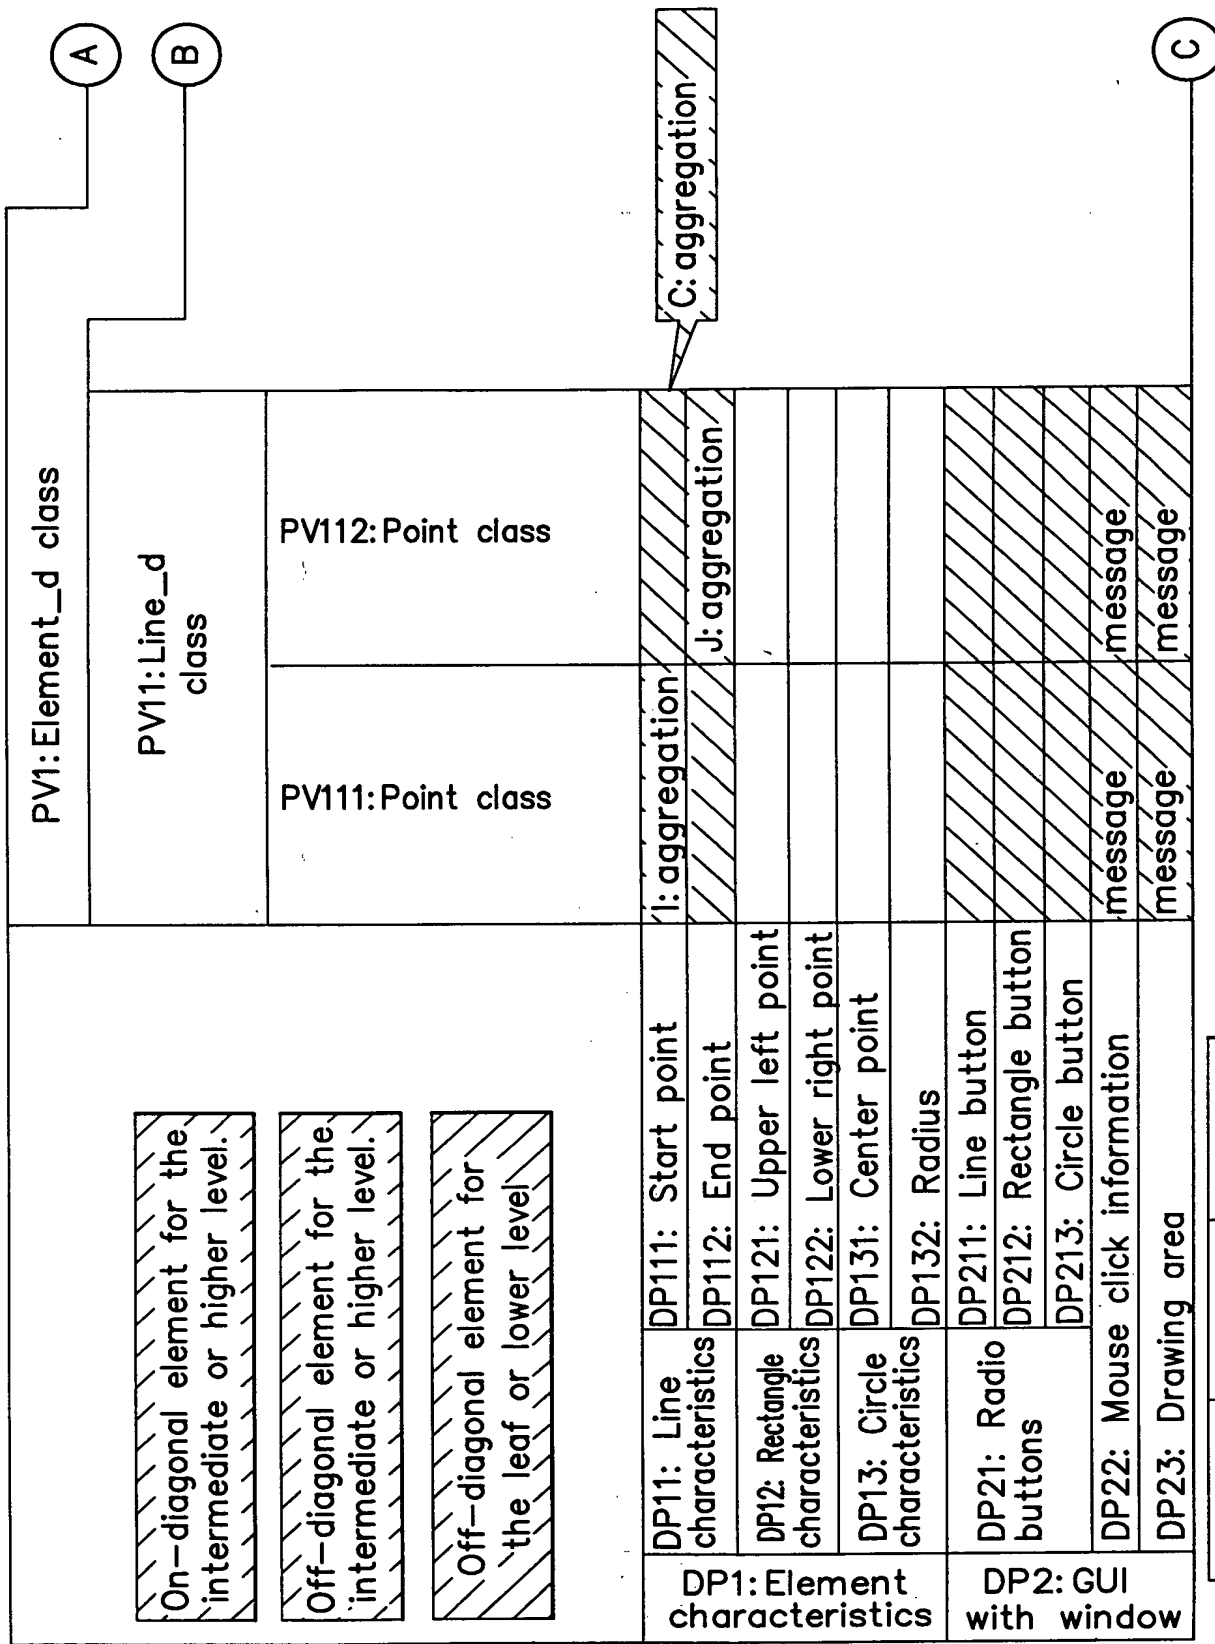 A
B
PV1:Element_d class
PV11:Line_d
class
PV111:Point class
PV112:Point class
On-diagonal element for the
intermediate or higher level.
Off-diagonal element for the
intermediate or higher level.
Off-diagonal element for
the leaf or lower level
C: aggregation
DP1:Element
characteristics
DP11: Line
characteristics
DP111: Start point
I: aggregation
DP112: End point
J: aggregation
DP12: Rectangle
characteristics
DP121: Upper left point
DP122: Lower right point
DP13: Circle
characteristics
DP131: Center point
DP132: Radius
DP2: GUI
with window
DP21: Radio
buttons
DP211: Line button
DP212: Rectangle button
DP213: Circle button
DP22: Mouse click information
message
message
DP23: Drawing area
message
message
C